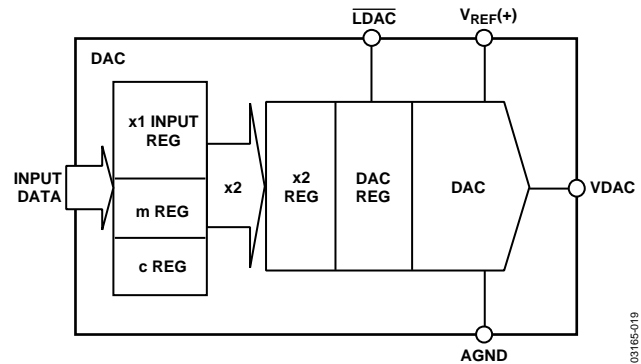 LDAC
VREF(+)
DAC
x1 INPUT
REG
INPUT
DATA
m REG
c REG
x2
x2
REG
DAC
REG
DAC
VDAC
AGND
03165-019